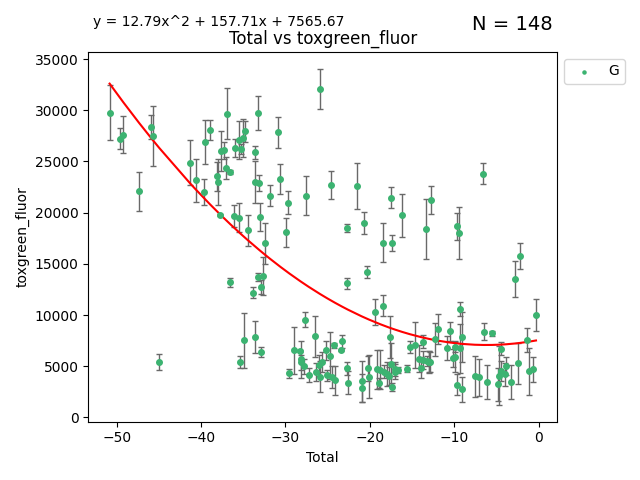 y = 12.79x^2 + 157.71x + 7565.67
N = 148
Total vs toxgreen_fluor
35000
30000
25000
20000
15000
10000
5000
0
toxgreen_fluor
−50 −40 −30 −20 −10 0
Total
G